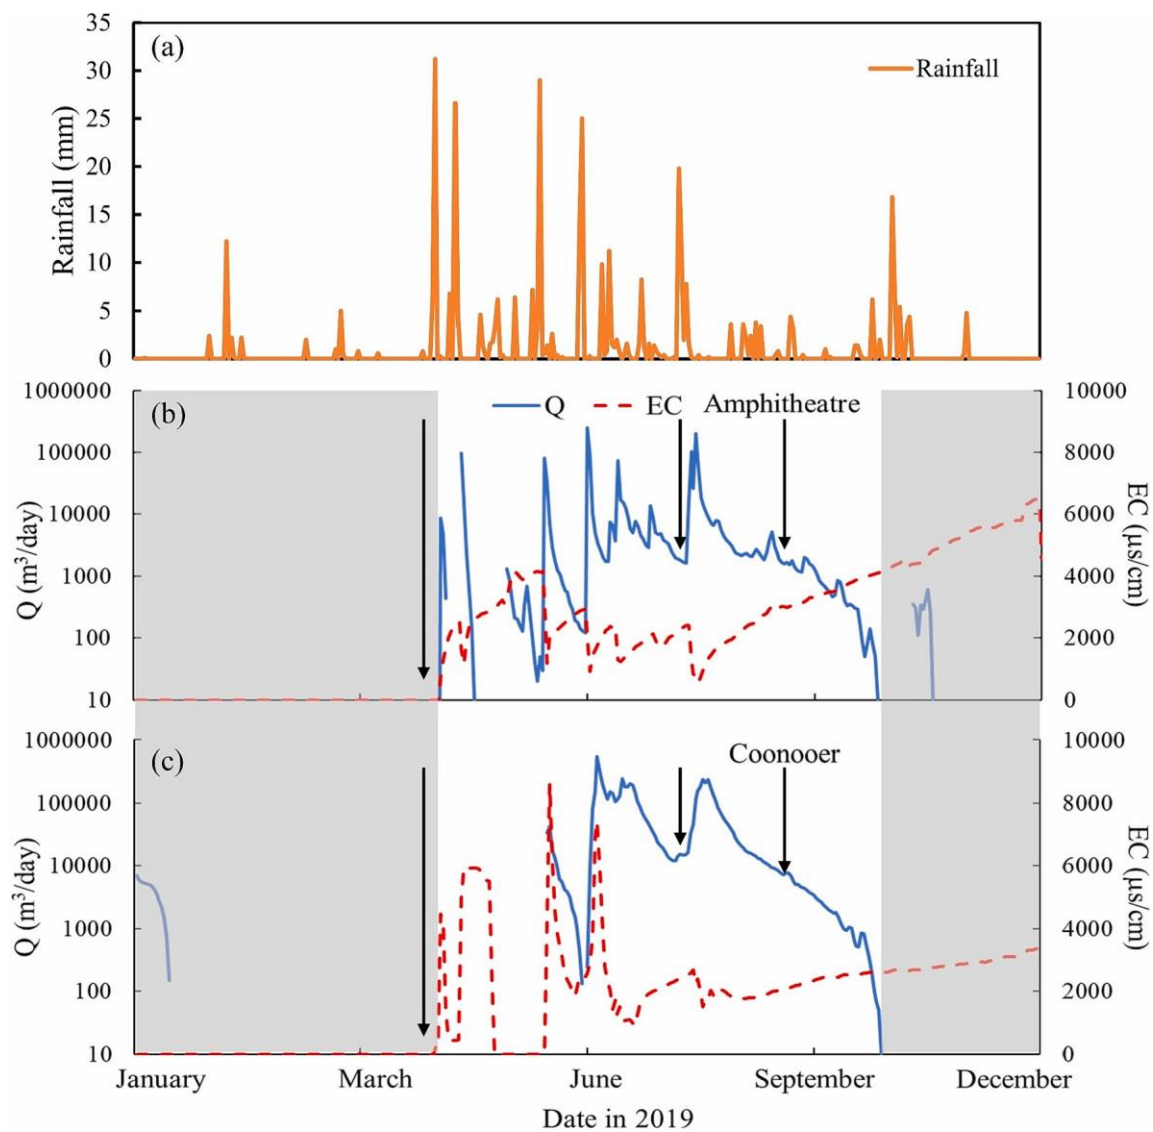 (a)
Rainfall
Rainfall (mm)
35
30
25
20
15
10
5
0
(b)
Q
EC
Amphitheatre
Q (m³/day)
1000000
100000
10000
1000
100
10
EC (µs/cm)
10000
8000
6000
4000
2000
0
(c)
Coonooer
Q (m³/day)
1000000
100000
10000
1000
100
10
EC (µs/cm)
10000
8000
6000
4000
2000
0
January March June September December
Date in 2019